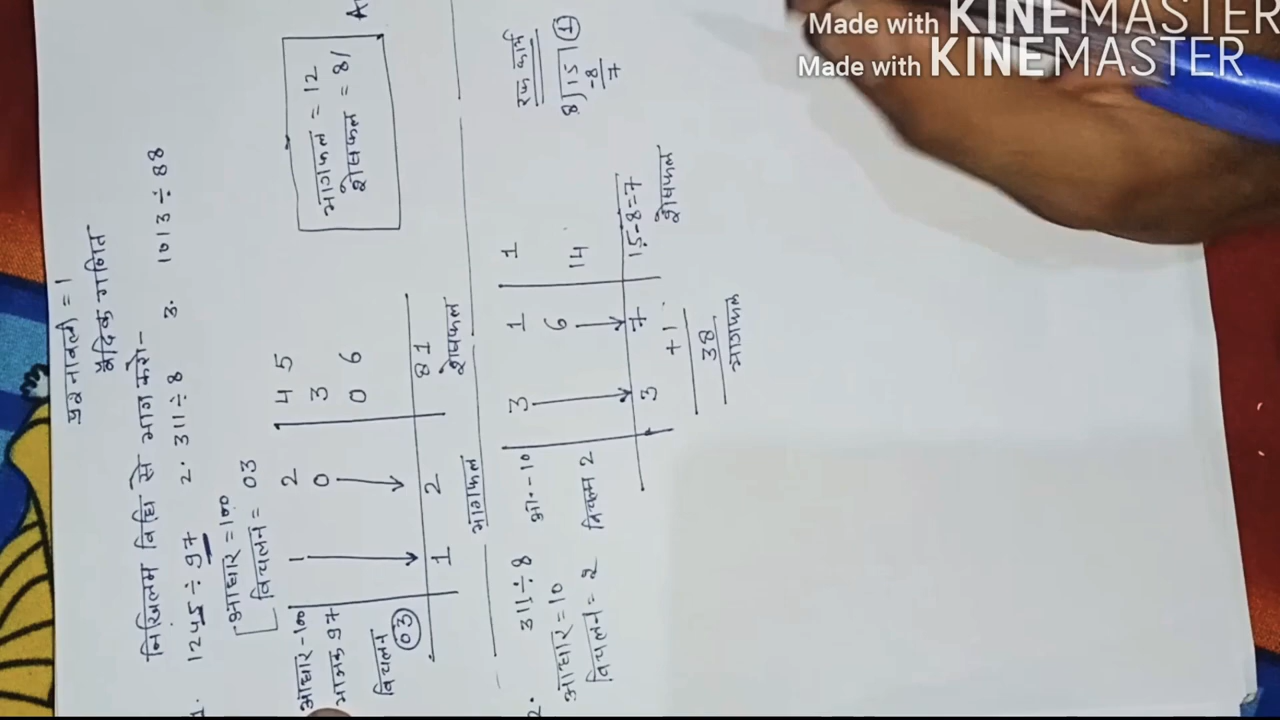 प्रश्नावली = 1
वैदिक गणित
निखिलम विधि से भाग करो-
1. 1245 ÷ 97 2. 311 ÷ 8 3. 1013 ÷ 88
आधार = 100
विचलन = 03
आधार - 100 1 2 4 5
भाजक 97 0 3
विचलन 03 0 6
1 2 81
भागफल शेषफल
भागफल = 12
शेषफल = 81
2. 311 ÷ 8 आ. - 10 3 1 1
आधार = 10 6 14
विचलन = 2 विचलन 2
3 7 15-8=7
+1 शेषफल
38
भागफल
रफ कार्य
8 15 1
-8
7
Made with KINEMASTER
Made with KINEMASTER